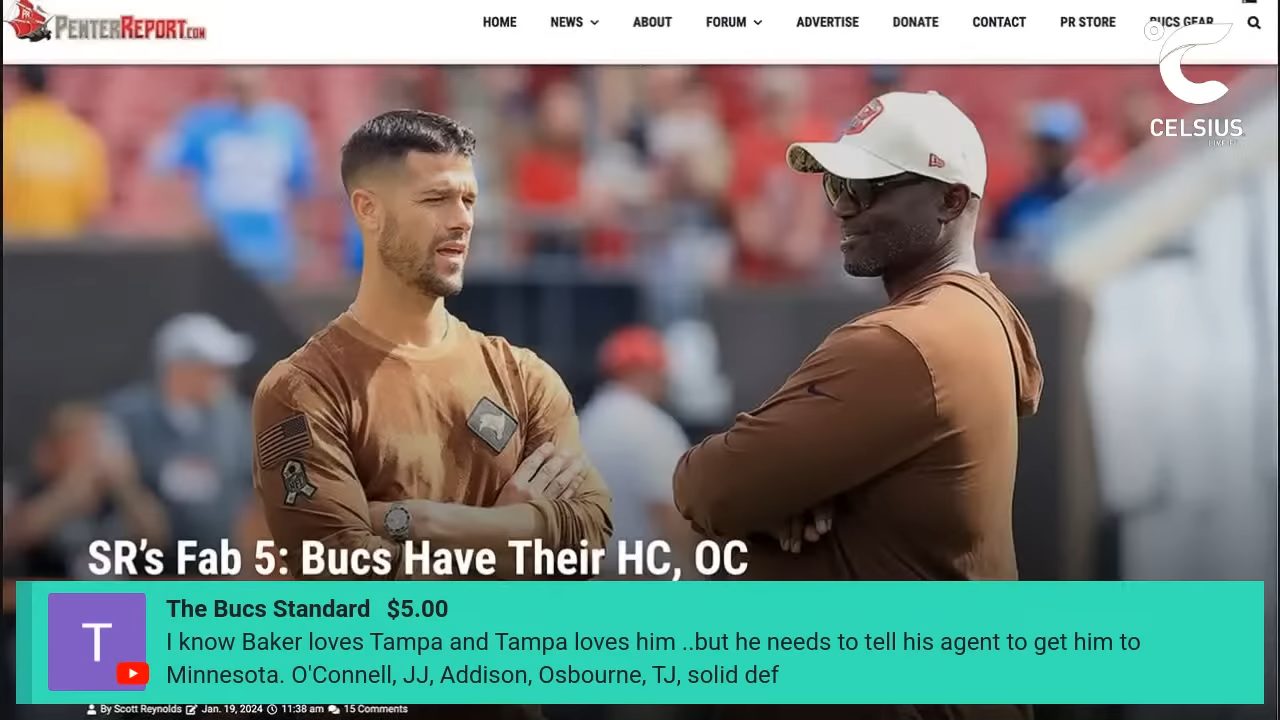 PEWTERREPORT.COM
HOME NEWS ABOUT FORUM ADVERTISE DONATE CONTACT PR STORE BUCS GEAR
CELSIUS
SR's Fab 5: Bucs Have Their HC, OC
The Bucs Standard $5.00
T
I know Baker loves Tampa and Tampa loves him ..but he needs to tell his agent to get him to
Minnesota. O'Connell, JJ, Addison, Osbourne, TJ, solid def
By Scott Reynolds Jan. 19, 2024 11:38 am 15 Comments